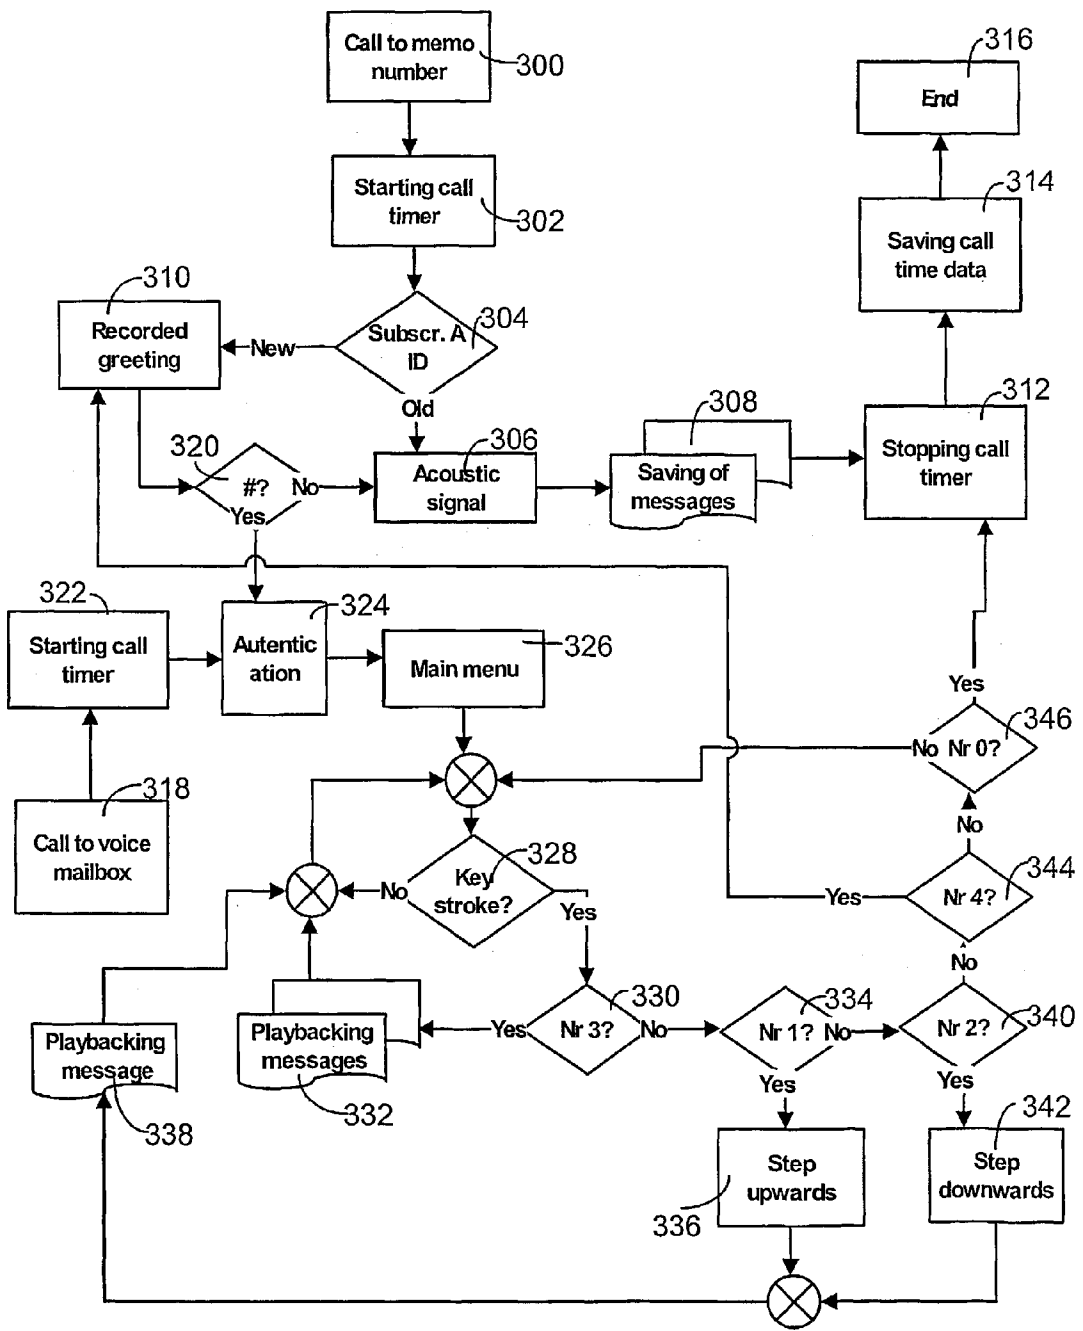 Call to memo
number
300
316
End
Starting call
timer
302
314
Saving call
time data
310
Recorded
greeting
New
Subscr. A
ID
304
Old
308
312
306
320
#?
No
Yes
Acoustic
signal
Saving of
messages
Stopping call
timer
322
Starting call
timer
324
Autentic
ation
326
Main menu
Yes
346
No
Nr 0?
318
Call to voice
mailbox
No
328
Key
stroke?
No
Yes
344
Nr 4?
Yes
No
330
Nr 3?
Yes
No
334
Nr 1?
No
Yes
340
Nr 2?
Yes
Playbacking
message
338
Playbacking
messages
332
342
Step
upwards
336
Step
downwards